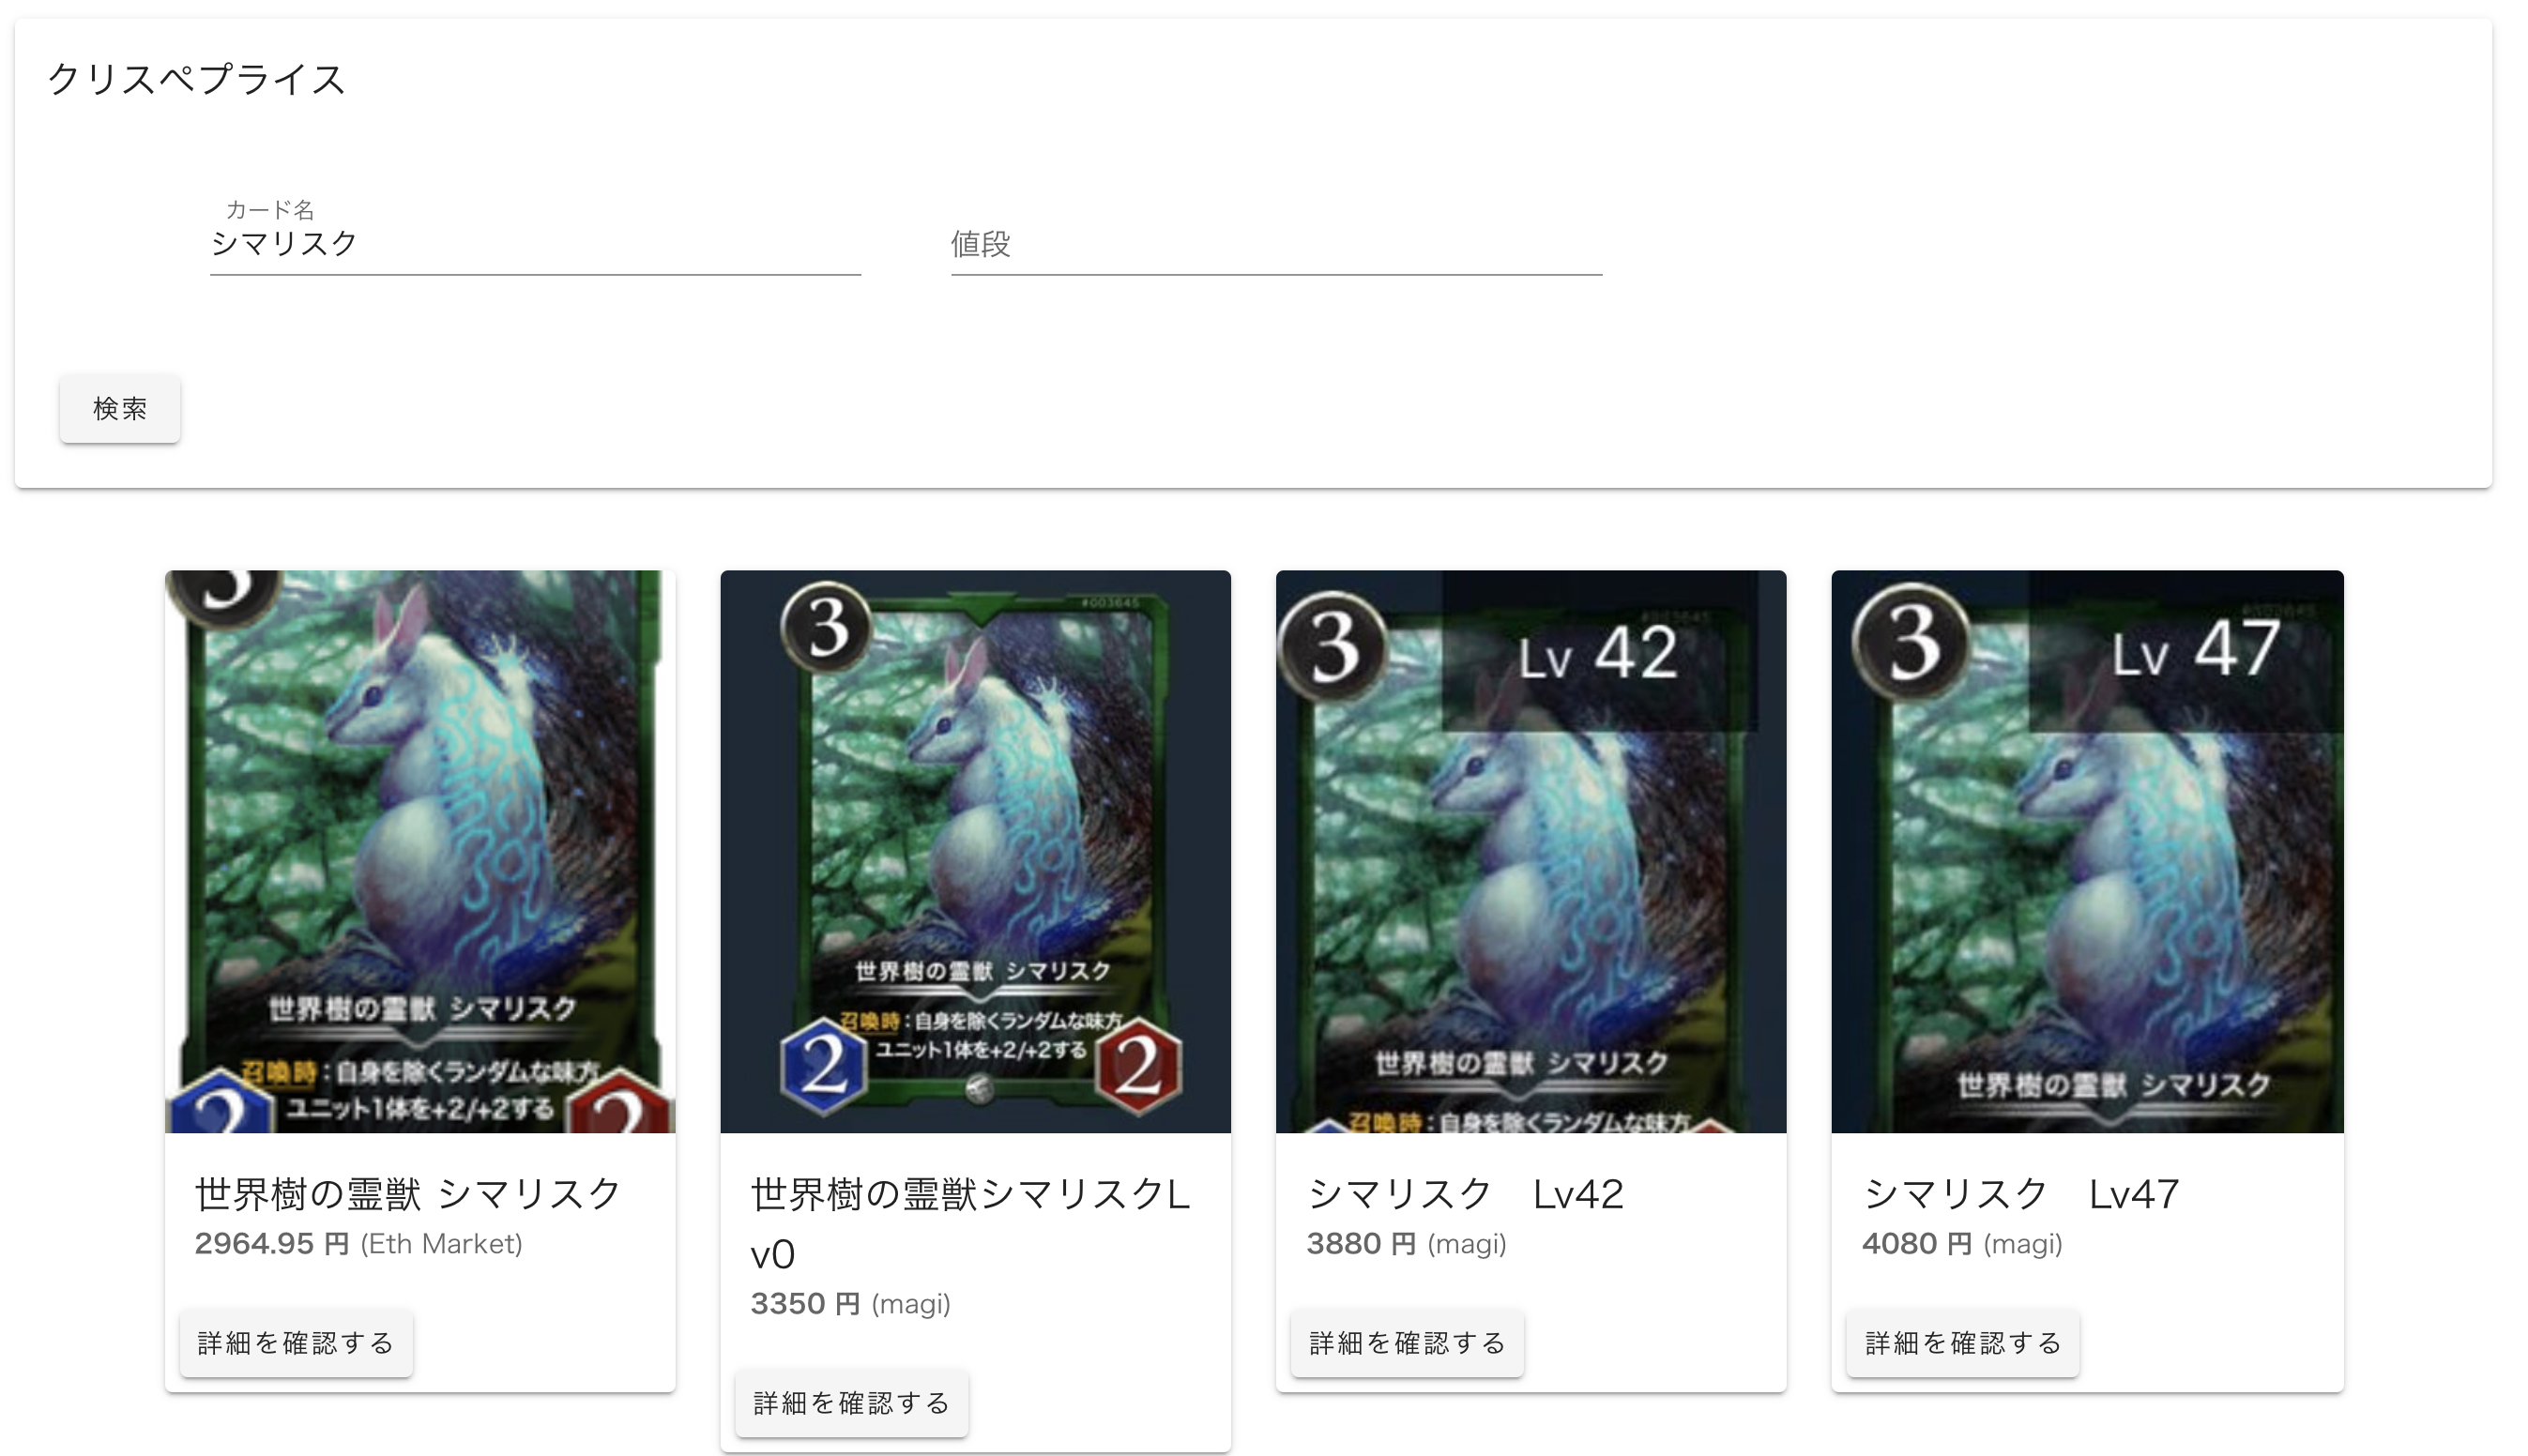 クリスペプライス
カード名
シマリスク
値段
検索
3
世界樹の霊獣 シマリスク
召喚時：自身を除くランダムな味方
ユニット1体を+2/+2する
2
2
世界樹の霊獣 シマリスク
2964.95 円 (Eth Market)
詳細を確認する
3
#003645
世界樹の霊獣 シマリスク
召喚時：自身を除くランダムな味方
ユニット1体を+2/+2する
2
2
世界樹の霊獣シマリスクL
v0
3350 円 (magi)
詳細を確認する
3
Lv 42
世界樹の霊獣 シマリスク
召喚時：自身を除くランダムな味方
シマリスク　Lv42
3880 円 (magi)
詳細を確認する
3
Lv 47
世界樹の霊獣 シマリスク
シマリスク　Lv47
4080 円 (magi)
詳細を確認する